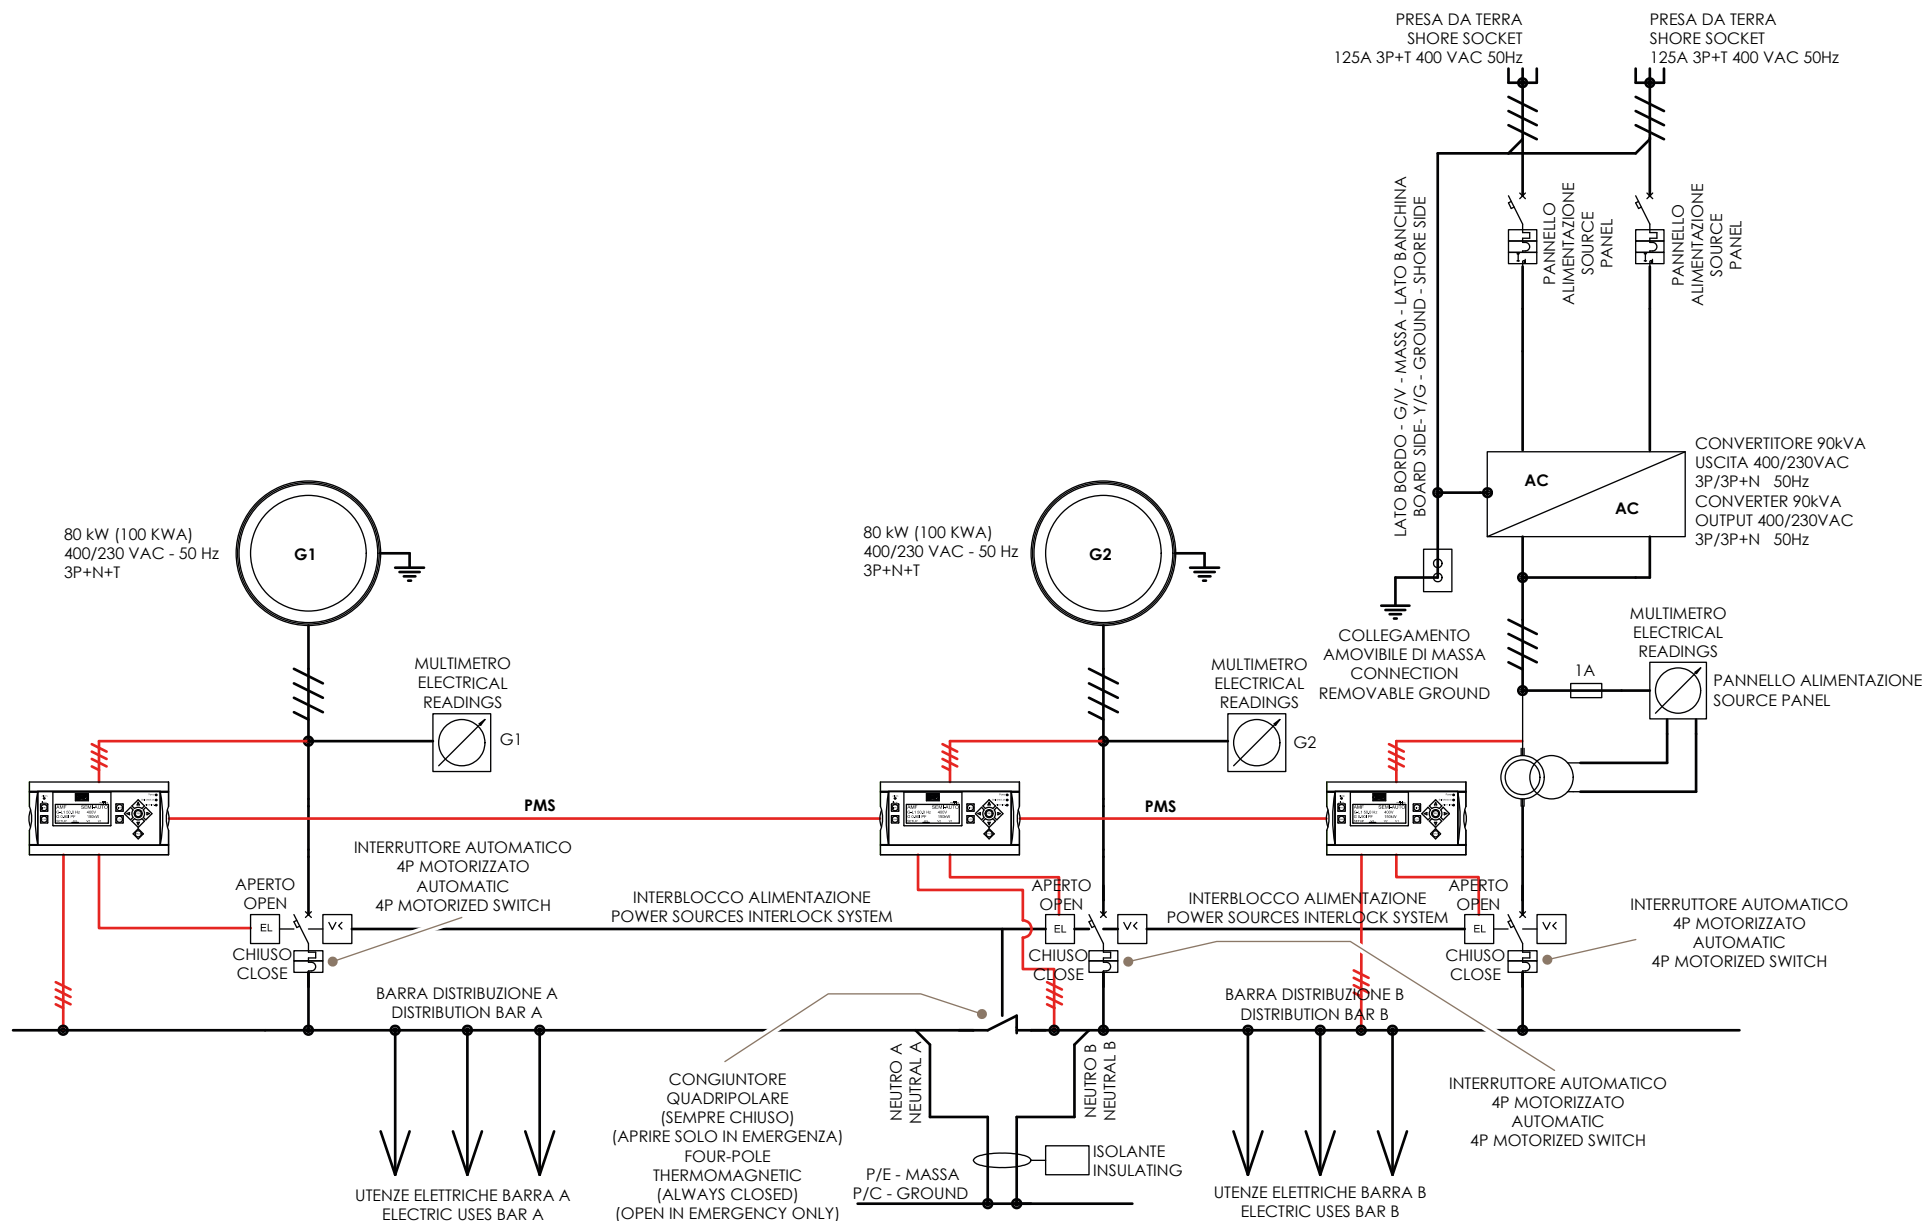 PRESA DA TERRA
SHORE SOCKET
125A 3P+T 400 VAC 50Hz
PRESA DA TERRA
SHORE SOCKET
125A 3P+T 400 VAC 50Hz
LATO BORDO - G/V - MASSA - LATO BANCHINA
BOARD SIDE- Y/G - GROUND - SHORE SIDE
PANNELLO
ALIMENTAZIONE
SOURCE
PANEL
PANNELLO
ALIMENTAZIONE
SOURCE
PANEL
AC
AC
CONVERTITORE 90kVA
USCITA 400/230VAC
3P/3P+N 50Hz
CONVERTER 90kVA
OUTPUT 400/230VAC
3P/3P+N 50Hz
80 kW (100 KWA)
400/230 VAC - 50 Hz
3P+N+T
G1
80 kW (100 KWA)
400/230 VAC - 50 Hz
3P+N+T
G2
COLLEGAMENTO
AMOVIBILE DI MASSA
CONNECTION
REMOVABLE GROUND
MULTIMETRO
ELECTRICAL
READINGS
1A
PANNELLO ALIMENTAZIONE
SOURCE PANEL
MULTIMETRO
ELECTRICAL
READINGS
G1
MULTIMETRO
ELECTRICAL
READINGS
G2
PMS
PMS
AMF SEMI-AUTO
AMF SEMI-AUTO
AMF SEMI-AUTO
INTERRUTTORE AUTOMATICO
4P MOTORIZZATO
AUTOMATIC
4P MOTORIZED SWITCH
APERTO
OPEN
EL
V<
CHIUSO
CLOSE
INTERBLOCCO ALIMENTAZIONE
POWER SOURCES INTERLOCK SYSTEM
APERTO
OPEN
EL
V<
CHIUSO
CLOSE
INTERBLOCCO ALIMENTAZIONE
POWER SOURCES INTERLOCK SYSTEM
APERTO
OPEN
EL
V<
CHIUSO
CLOSE
INTERRUTTORE AUTOMATICO
4P MOTORIZZATO
AUTOMATIC
4P MOTORIZED SWITCH
BARRA DISTRIBUZIONE A
DISTRIBUTION BAR A
BARRA DISTRIBUZIONE B
DISTRIBUTION BAR B
NEUTRO A
NEUTRAL A
NEUTRO B
NEUTRAL B
CONGIUNTORE
QUADRIPOLARE
(SEMPRE CHIUSO)
(APRIRE SOLO IN EMERGENZA)
FOUR-POLE
THERMOMAGNETIC
(ALWAYS CLOSED)
(OPEN IN EMERGENCY ONLY)
INTERRUTTORE AUTOMATICO
4P MOTORIZZATO
AUTOMATIC
4P MOTORIZED SWITCH
ISOLANTE
INSULATING
P/E - MASSA
P/C - GROUND
UTENZE ELETTRICHE BARRA A
ELECTRIC USES BAR A
UTENZE ELETTRICHE BARRA B
ELECTRIC USES BAR B